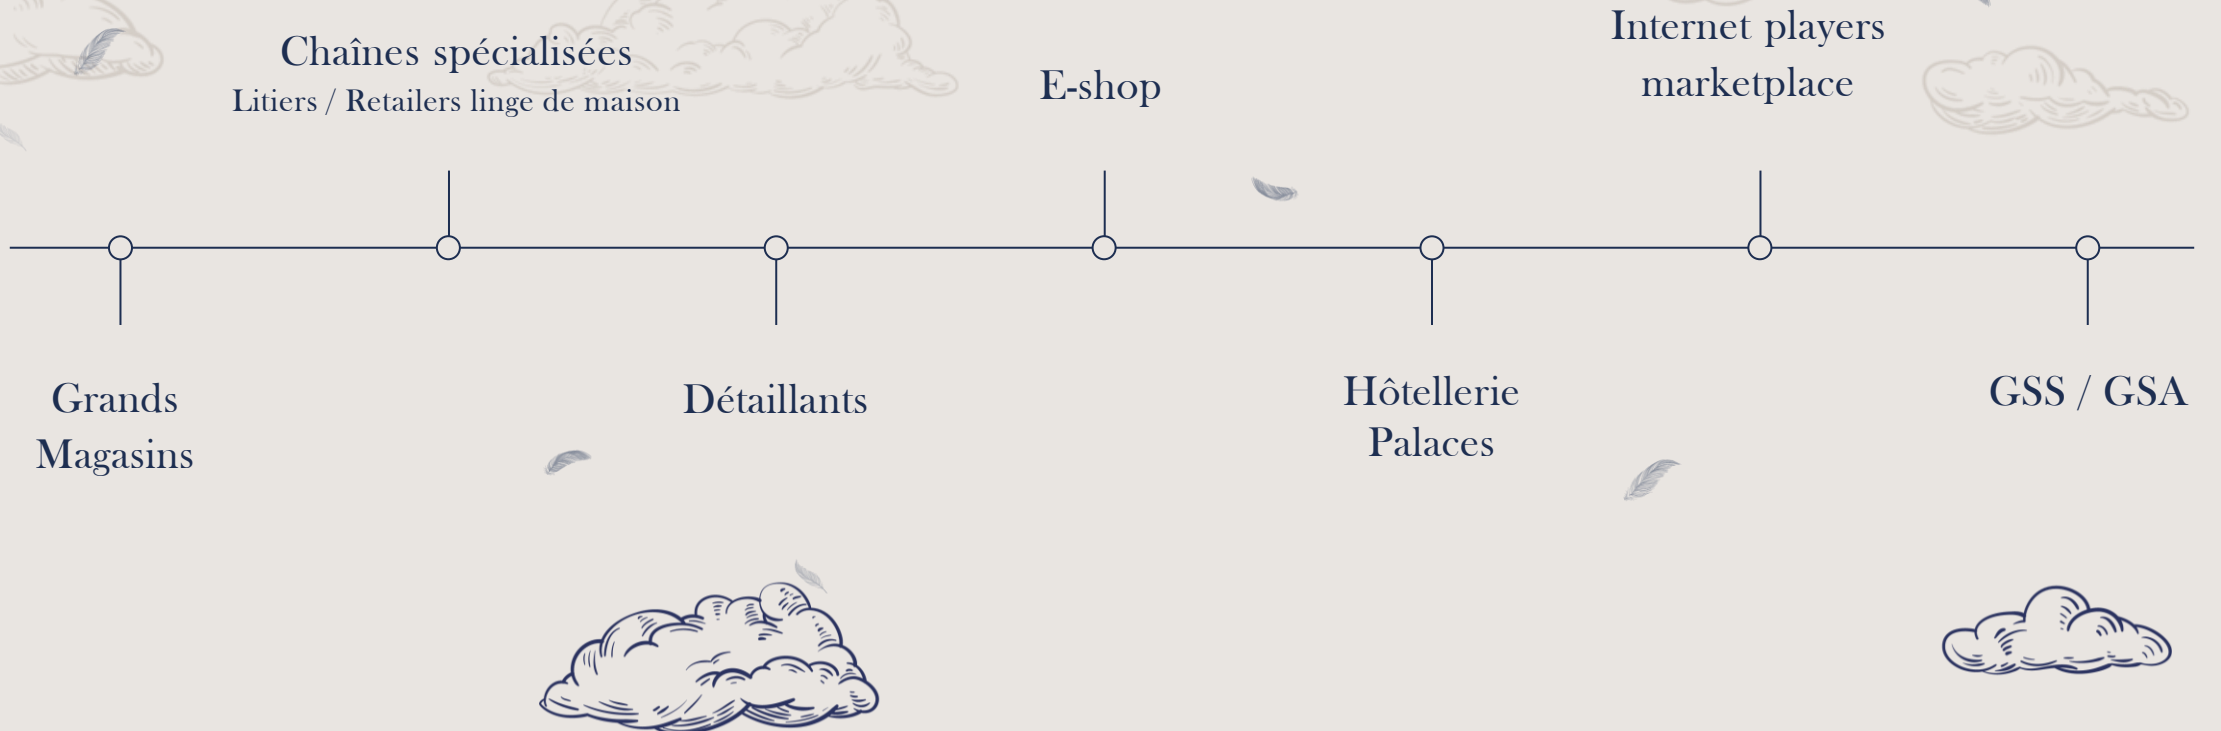 Chaînes spécialisées
Litiers / Retailers linge de maison
E-shop
Internet players
marketplace
Grands
Magasins
Détaillants
Hôtellerie
Palaces
GSS / GSA